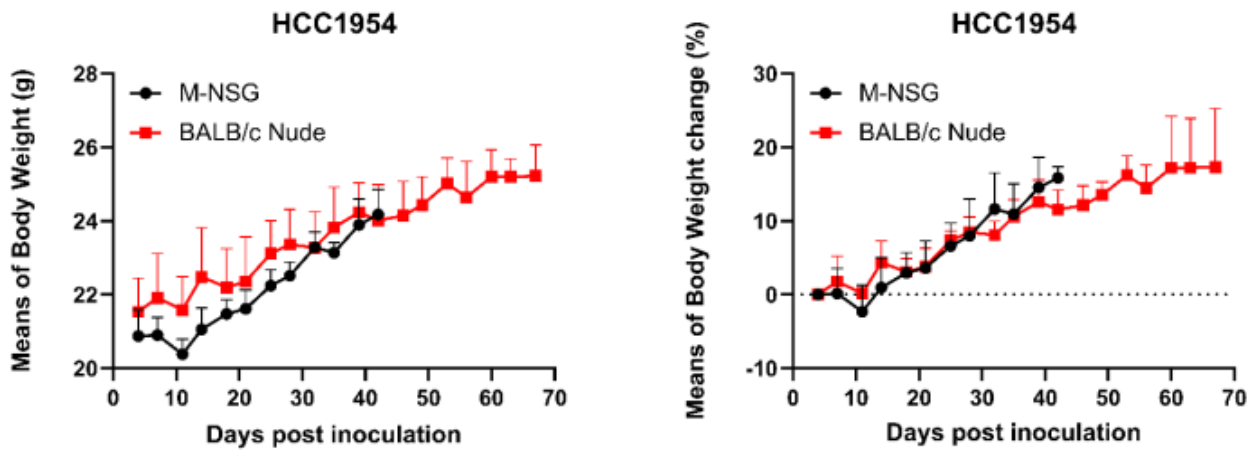 HCC1954
Means of Body Weight (g)
28
26
24
22
20
M-NSG
BALB/c Nude
0
10
20
30
40
50
60
70
Days post inoculation
HCC1954
Means of Body Weight change (%)
30
20
10
0
-10
M-NSG
BALB/c Nude
0
10
20
30
40
50
60
70
Days post inoculation